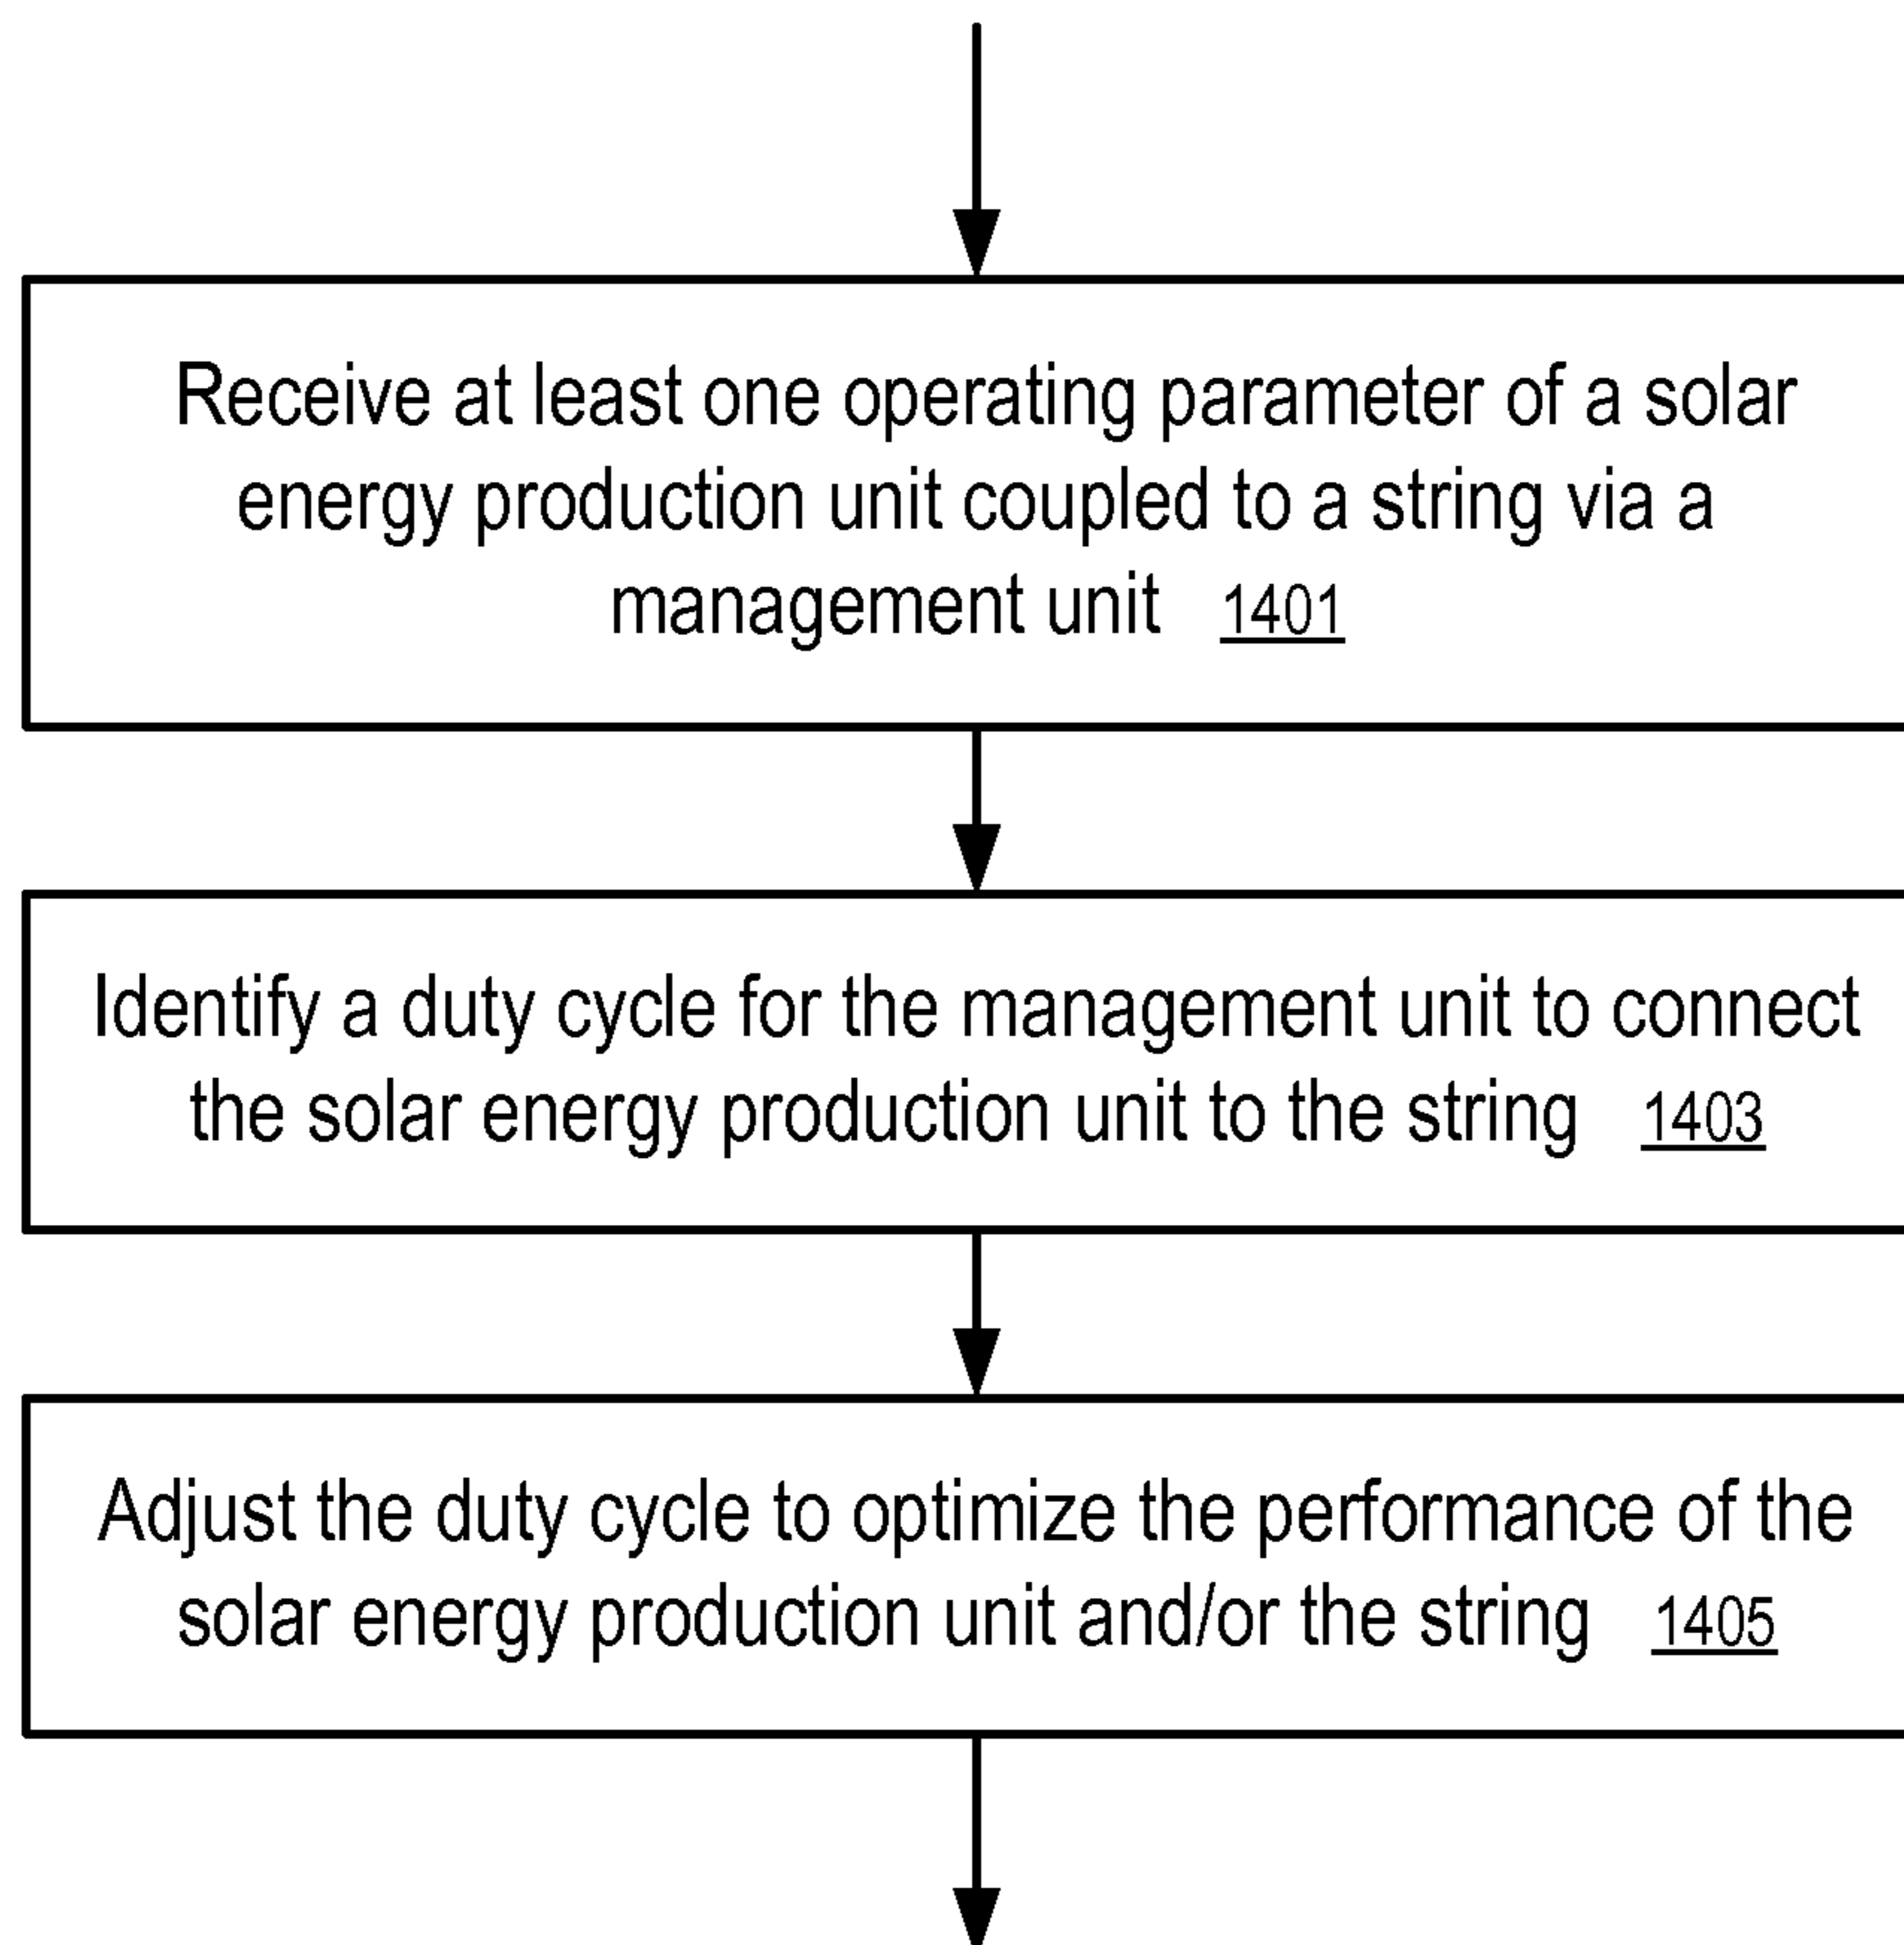 Receive at least one operating parameter of a solar
energy production unit coupled to a string via a
management unit 1401
Identify a duty cycle for the management unit to connect
the solar energy production unit to the string 1403
Adjust the duty cycle to optimize the performance of the
solar energy production unit and/or the string 1405